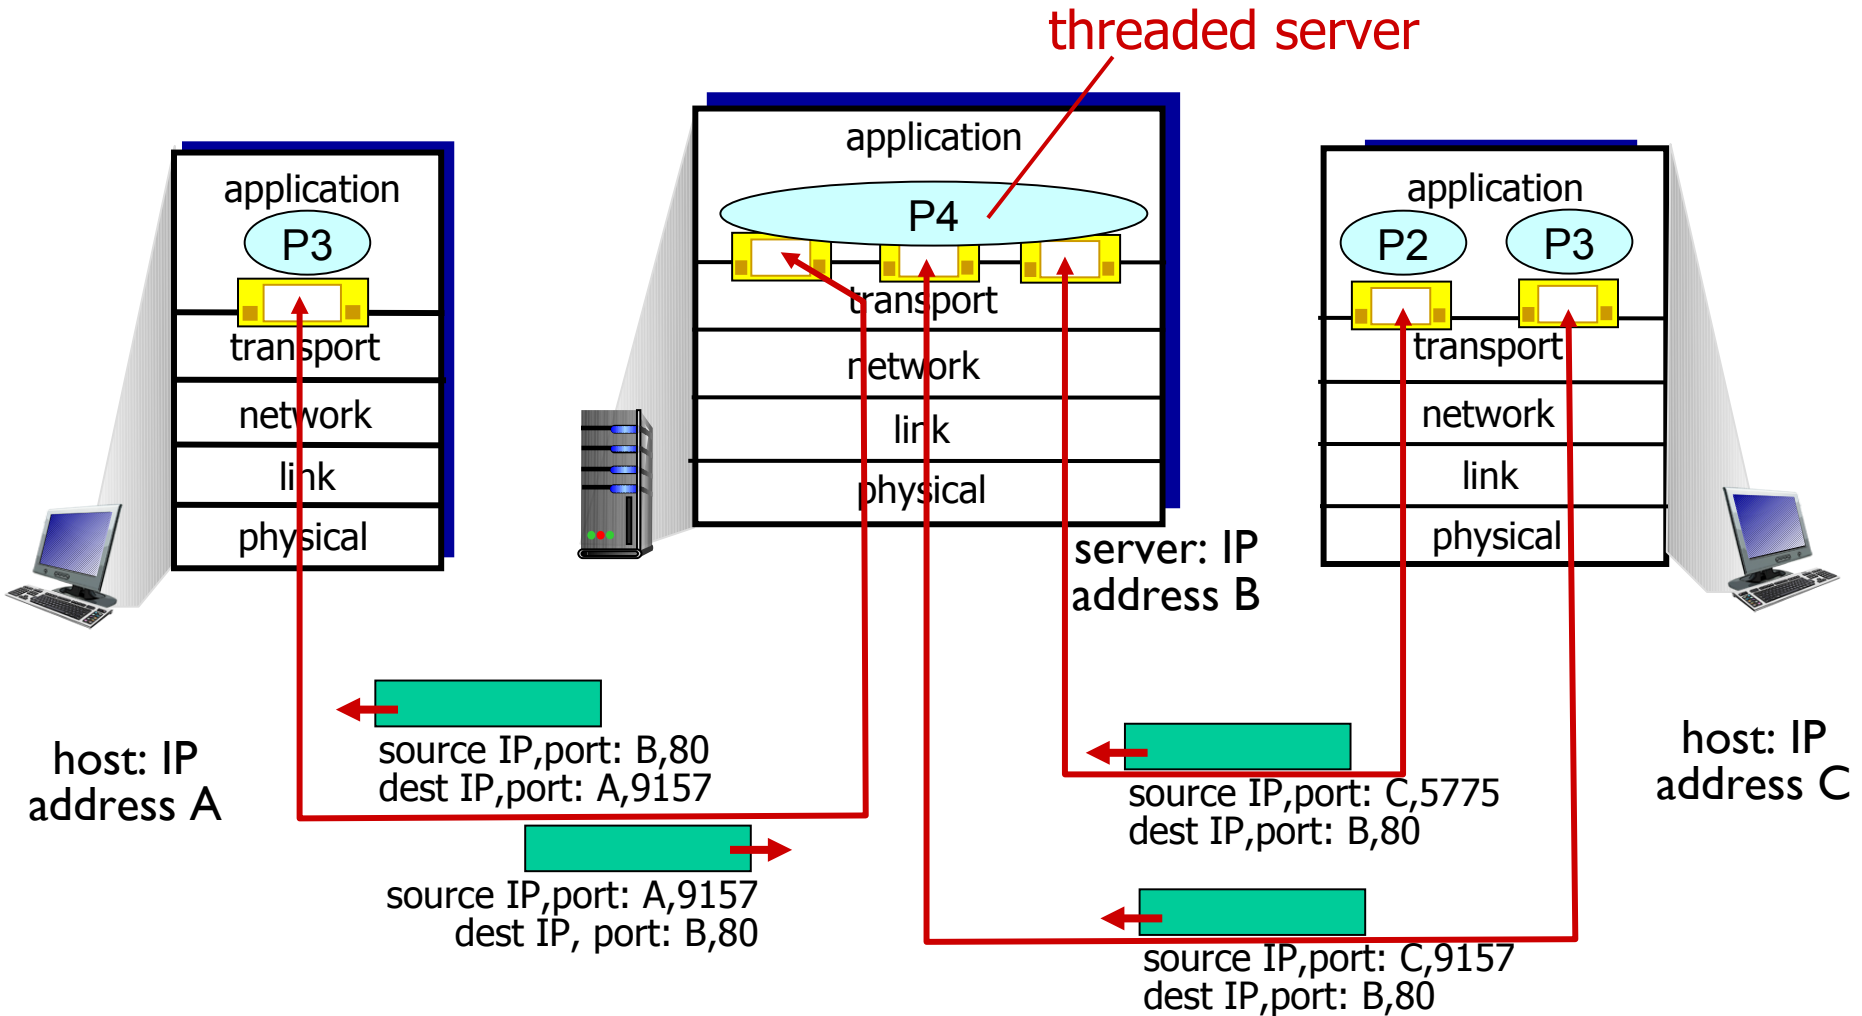 threaded server
application
P3
transport
network
link
physical
application
P4
transport
network
link
physical
application
P2
P3
transport
network
link
physical
server: IP
address B
host: IP
address A
source IP,port: B,80
dest IP,port: A,9157
source IP,port: A,9157
dest IP, port: B,80
source IP,port: C,5775
dest IP,port: B,80
source IP,port: C,9157
dest IP,port: B,80
host: IP
address C